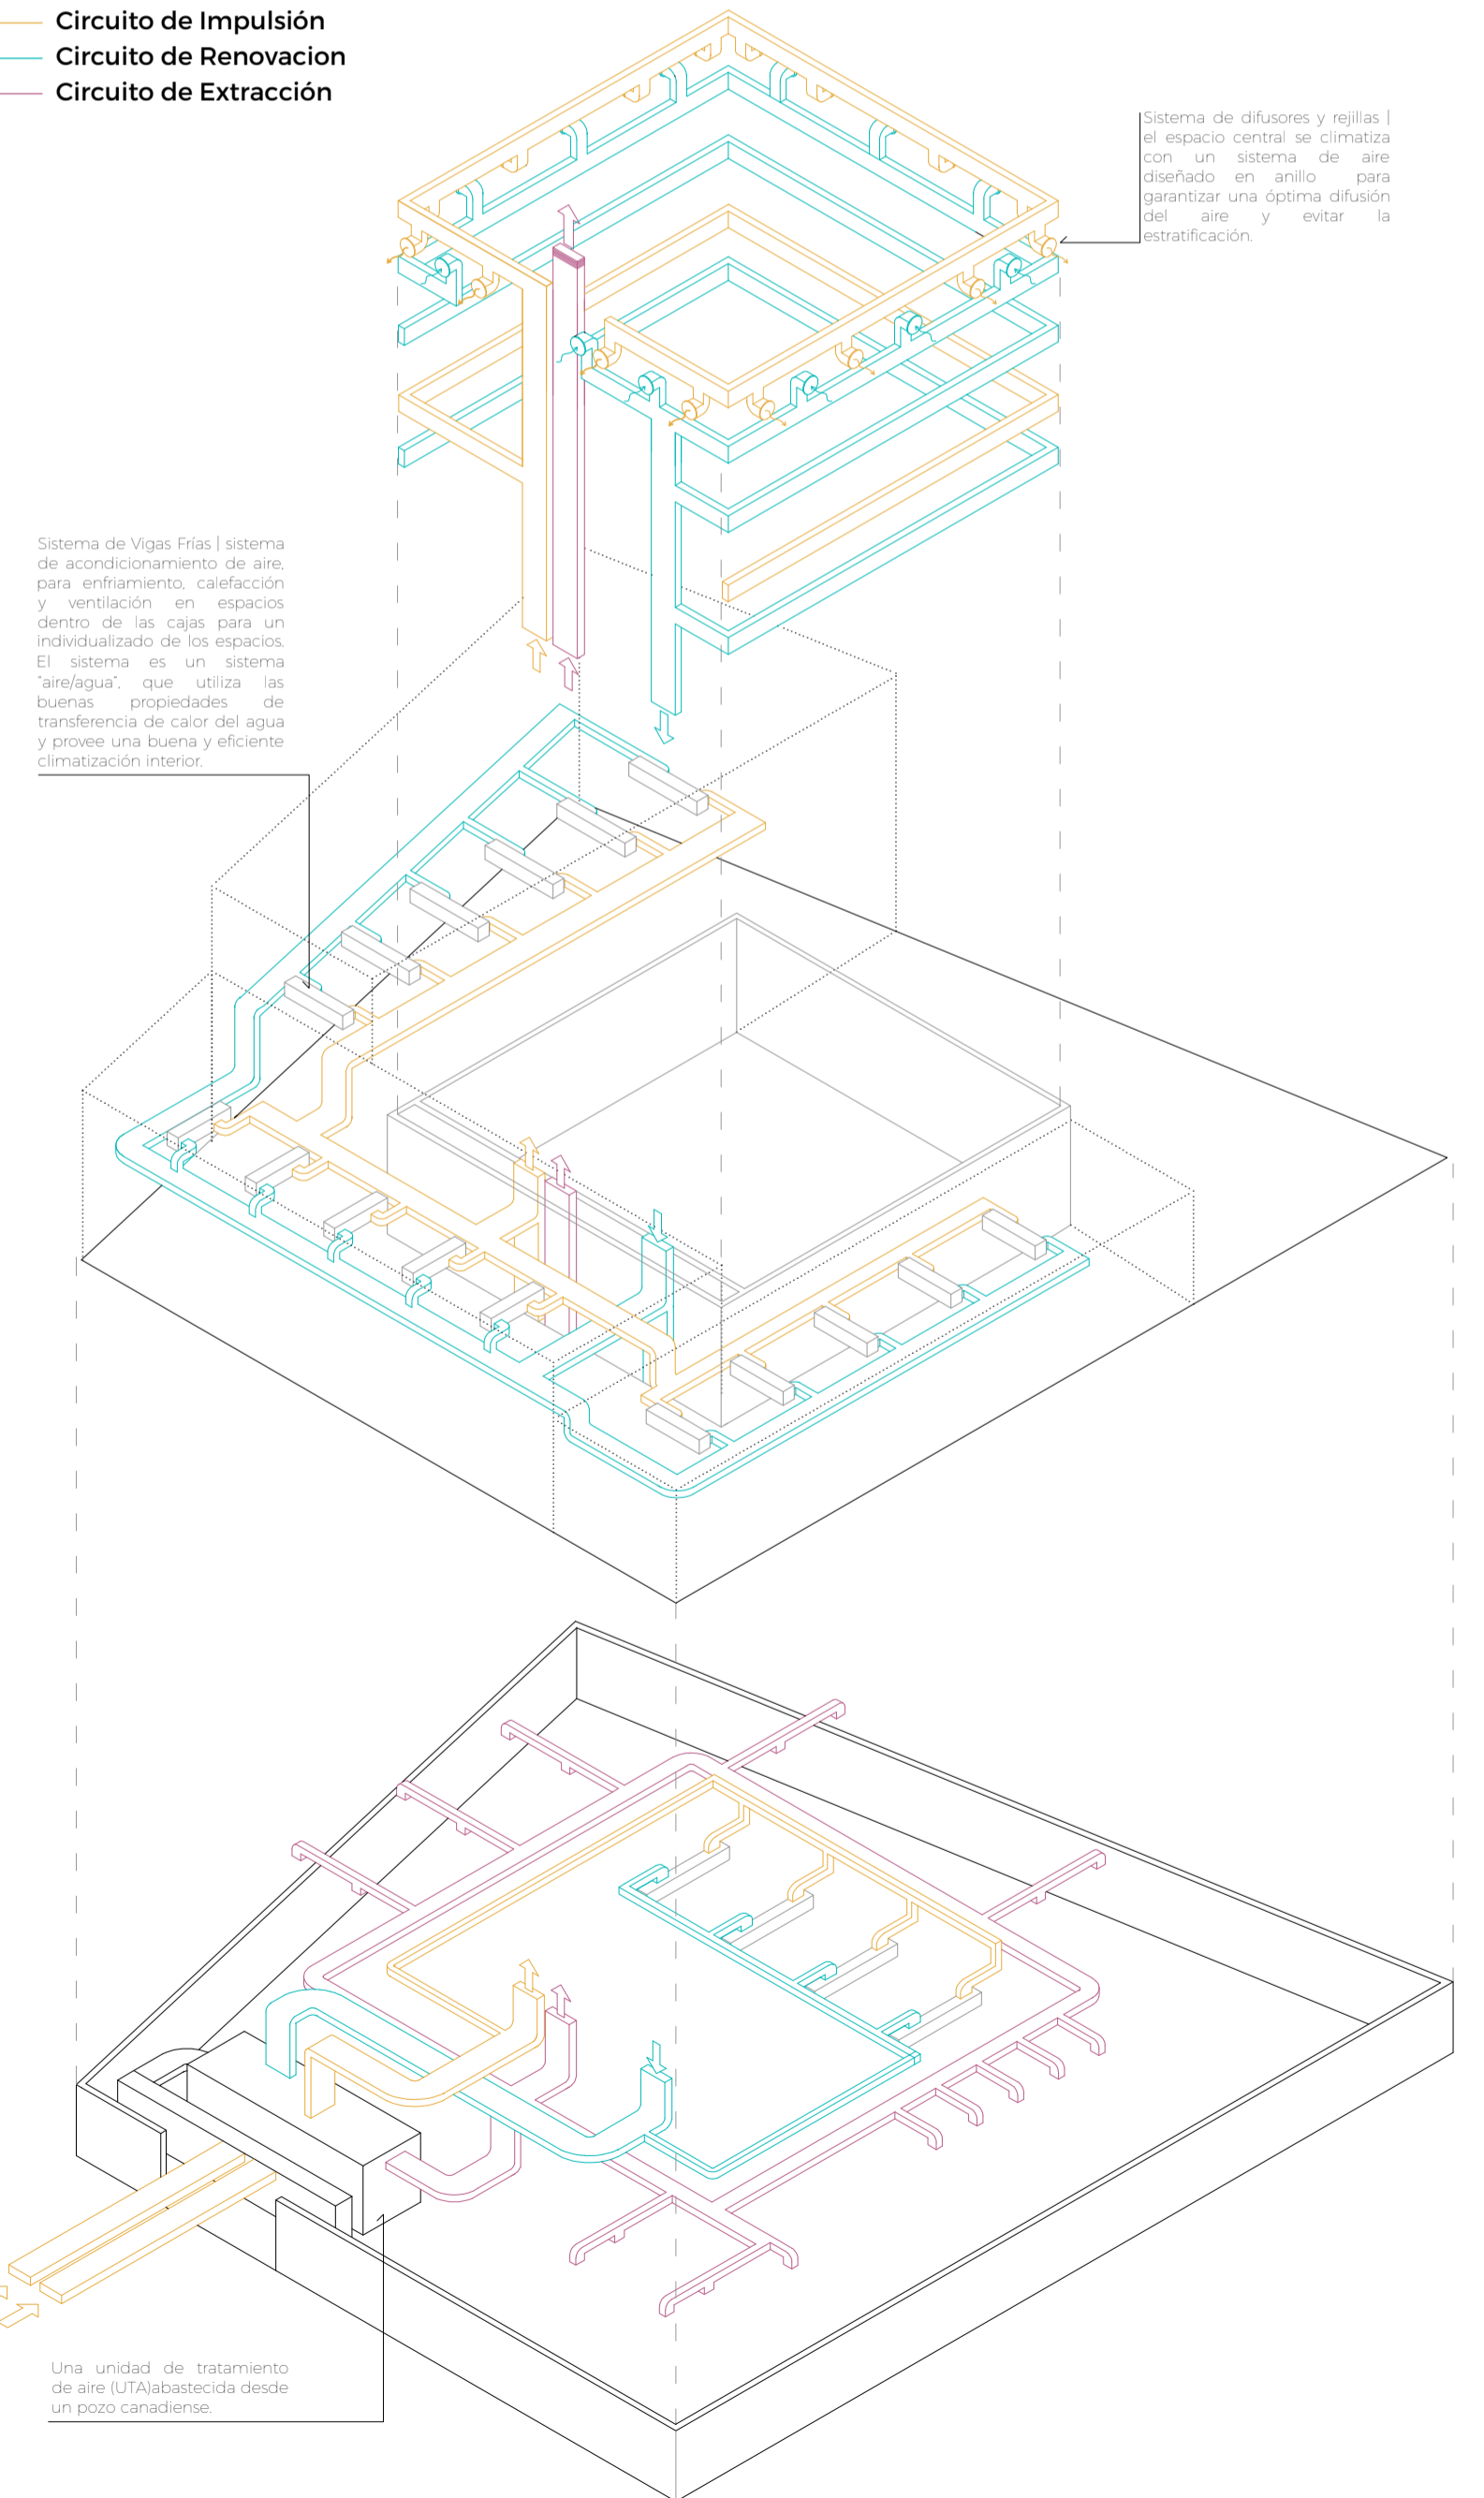 Circuito de Impulsión
Circuito de Renovacion
Circuito de Extracción
Sistema de difusores y rejillas |
el espacio central se climatiza
con un sistema de aire
diseñado en anillo para
garantizar una óptima difusión
del aire y evitar la
estratificación.
Sistema de Vigas Frías | sistema
de acondicionamiento de aire,
para enfriamiento, calefacción
y ventilación en espacios
dentro de las cajas para un
individualizado de los espacios.
El sistema es un sistema
"aire/agua", que utiliza las
buenas propiedades de
transferencia de calor del agua
y provee una buena y eficiente
climatización interior.
Una unidad de tratamiento
de aire (UTA)abastecida desde
un pozo canadiense.